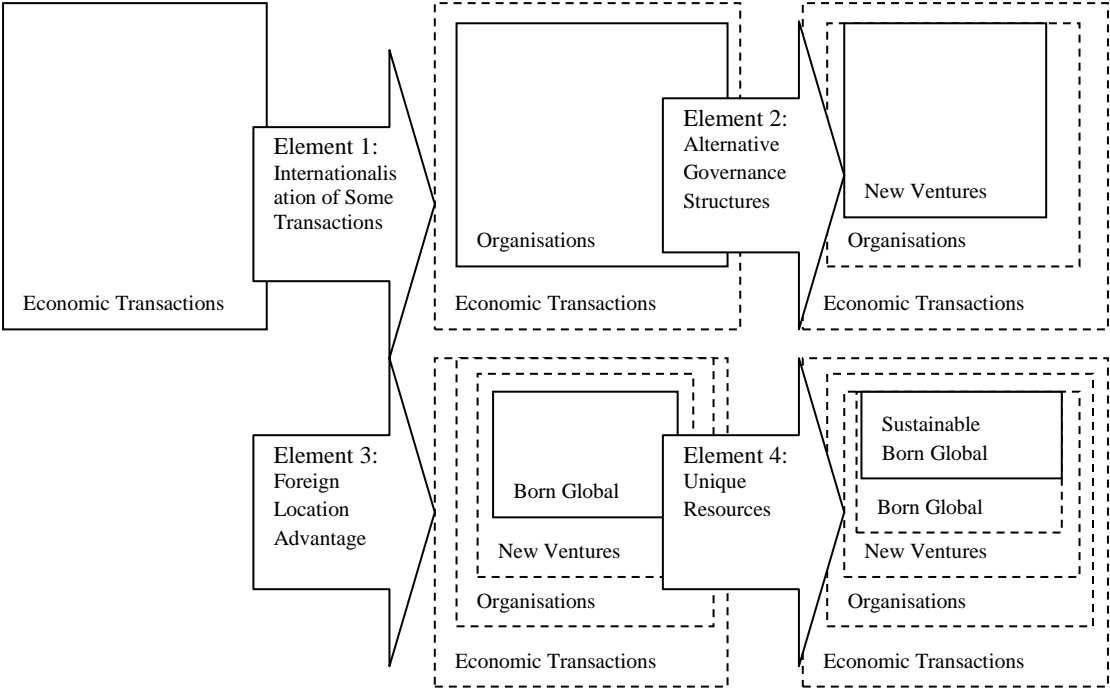 Economic Transactions
Element 1:
Internationalis
ation of Some
Transactions
Organisations
Economic Transactions
Element 2:
Alternative
Governance
Structures
New Ventures
Organisations
Economic Transactions
Element 3:
Foreign
Location
Advantage
Born Global
New Ventures
Organisations
Economic Transactions
Element 4:
Unique
Resources
Sustainable
Born Global
Born Global
New Ventures
Organisations
Economic Transactions